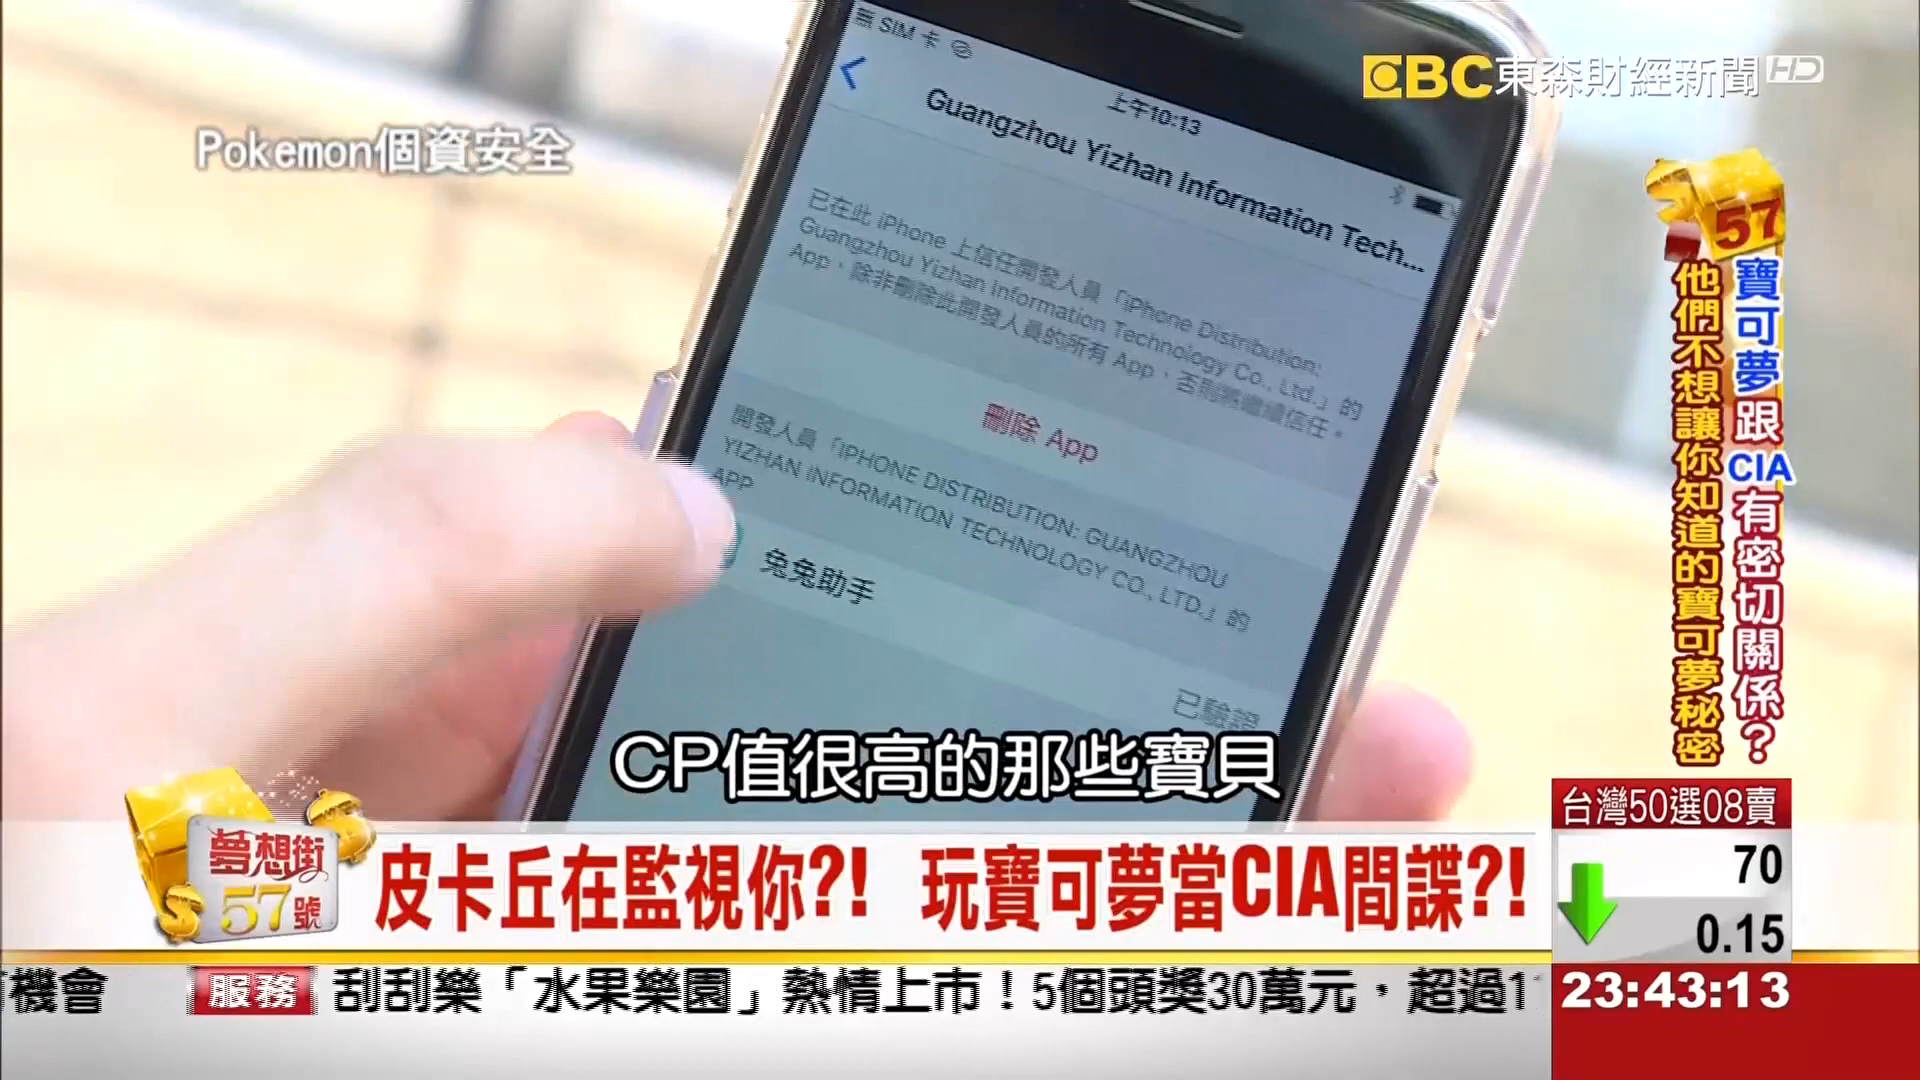 無 SIM 卡
上午10:13
Guangzhou Yizhan Information Tech...
已在此 iPhone 上信任開發人員「iPhone Distribution:
Guangzhou Yizhan Information Technology Co., Ltd.」的
App，除非刪除此開發人員的所有 App，否則將繼續信任。
刪除 App
開發人員「IPHONE DISTRIBUTION: GUANGZHOU
YIZHAN INFORMATION TECHNOLOGY CO., LTD.」的
APP
兔兔助手
已驗證
EBC東森財經新聞HD
Pokemon個資安全
57
寶可夢跟CIA有密切關係?
他們不想讓你知道的寶可夢秘密
CP值很高的那些寶貝
夢想街
57號
皮卡丘在監視你?! 玩寶可夢當CIA間諜?!
台灣50選08賣
70
0.15
機會 服務 刮刮樂「水果樂園」熱情上市！5個頭獎30萬元，超過1
23:43:13